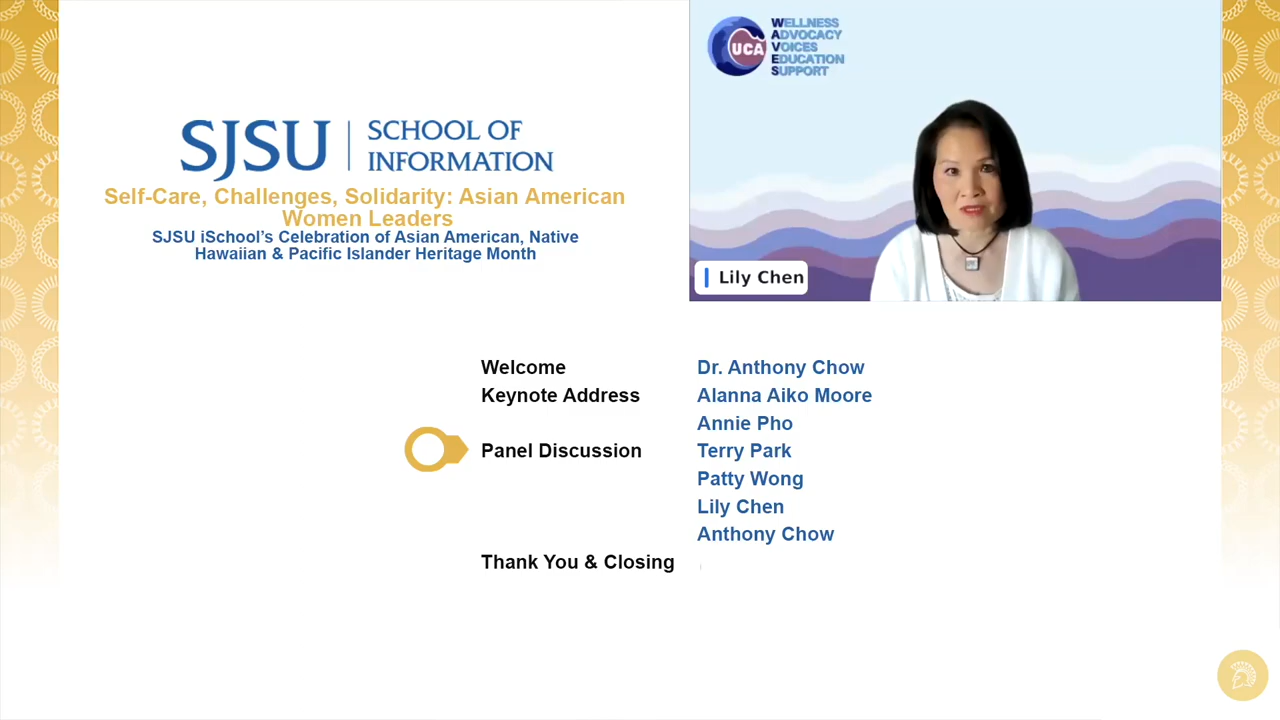 SJSU
SCHOOL OF
INFORMATION
Self-Care, Challenges, Solidarity: Asian American
Women Leaders
SJSU iSchool’s Celebration of Asian American, Native
Hawaiian & Pacific Islander Heritage Month
UCA
WELLNESS
ADVOCACY
VOICES
EDUCATION
SUPPORT
Lily Chen
Welcome Dr. Anthony Chow
Keynote Address Alanna Aiko Moore
Annie Pho
Panel Discussion Terry Park
Patty Wong
Lily Chen
Anthony Chow
Thank You & Closing